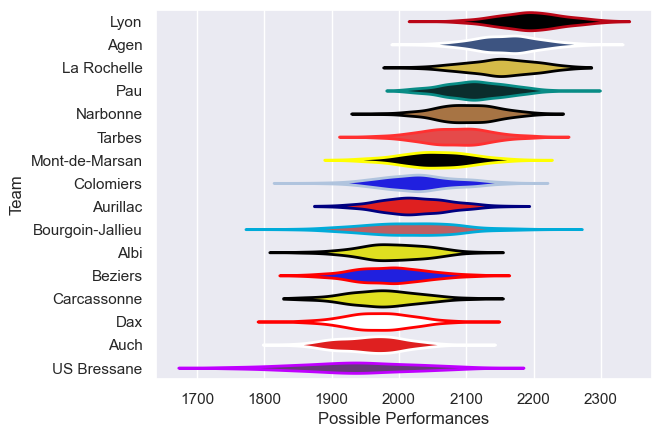 Team
Lyon
Agen
La Rochelle
Pau
Narbonne
Tarbes
Mont-de-Marsan
Colomiers
Aurillac
Bourgoin-Jallieu
Albi
Beziers
Carcassonne
Dax
Auch
US Bressane
1700 1800 1900 2000 2100 2200 2300
Possible Performances